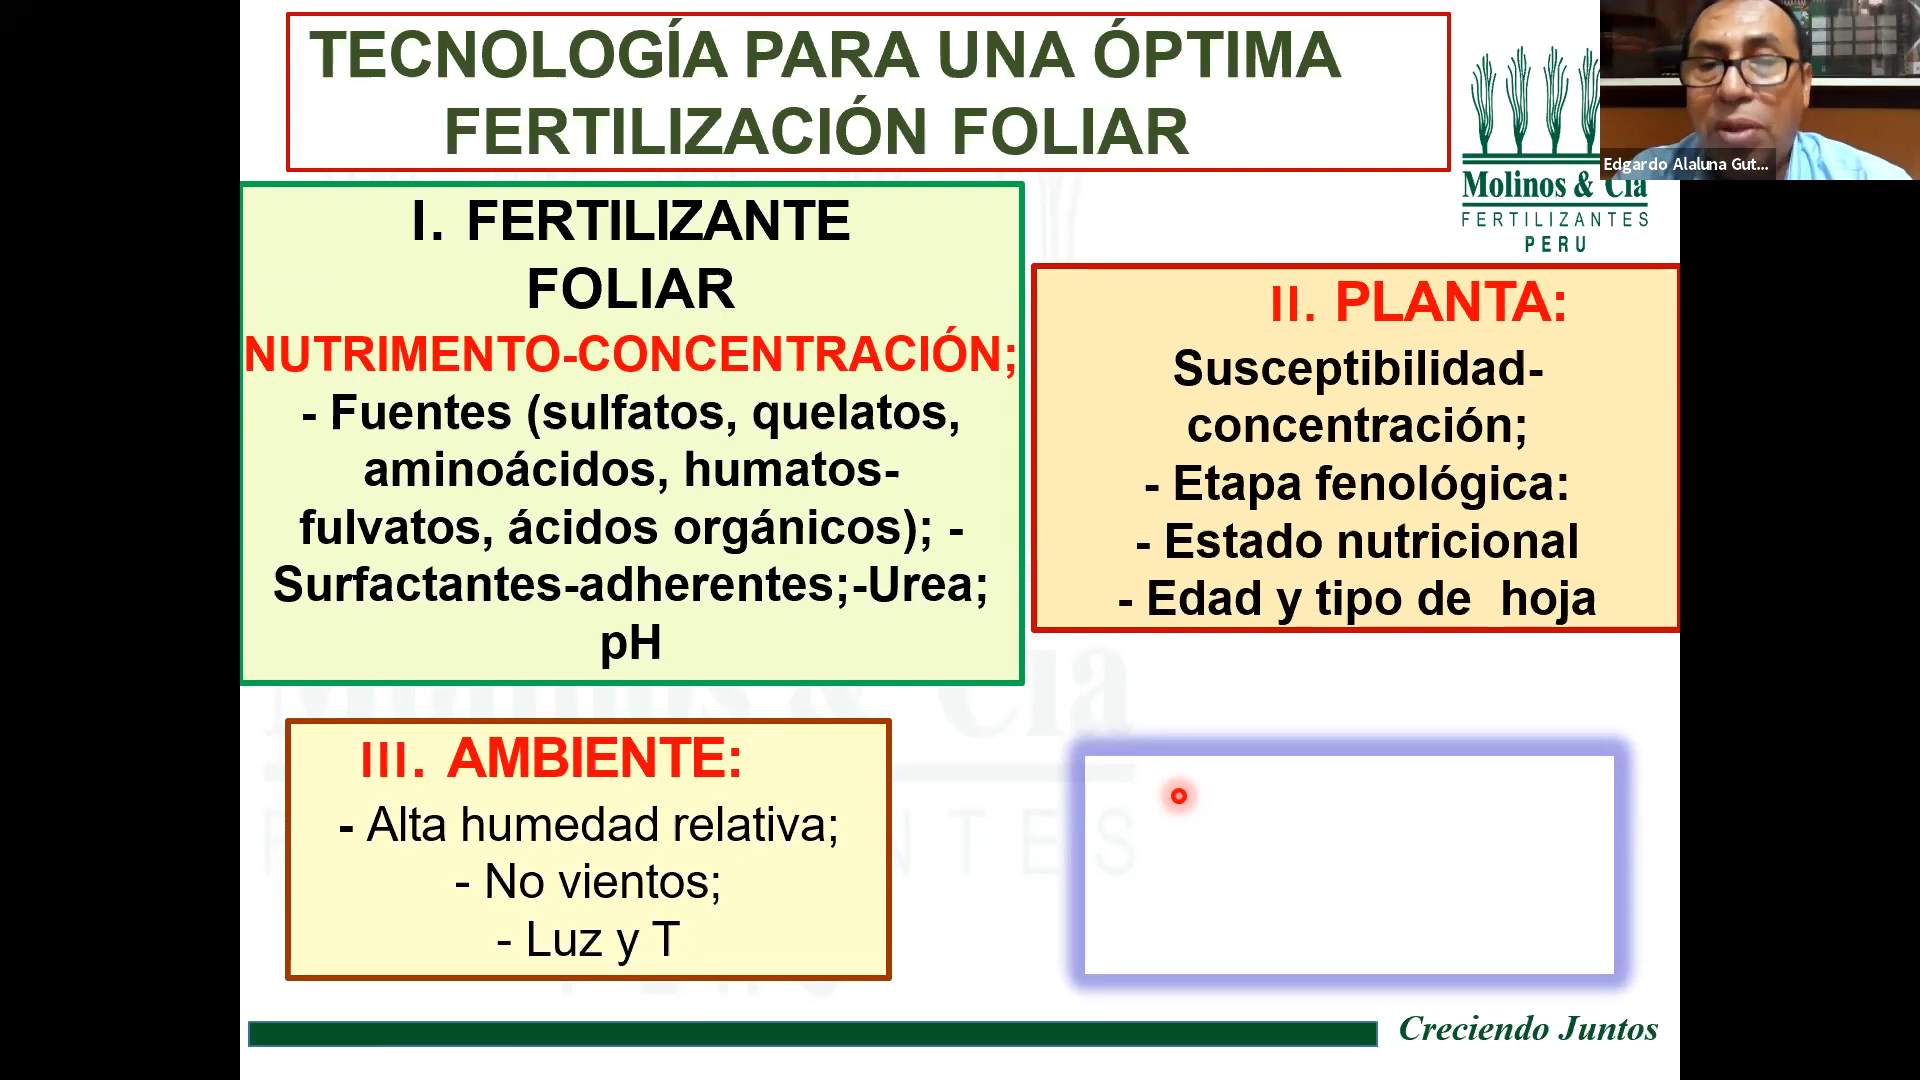 TECNOLOGÍA PARA UNA ÓPTIMA
FERTILIZACIÓN FOLIAR
Molinos & Cia
FERTILIZANTES
PERU
Edgardo Alaluna Gut...
I. FERTILIZANTE
FOLIAR
NUTRIMENTO-CONCENTRACIÓN;
- Fuentes (sulfatos, quelatos,
aminoácidos, humatos-
fulvatos, ácidos orgánicos); -
Surfactantes-adherentes;-Urea;
pH
II. PLANTA:
Susceptibilidad-
concentración;
- Etapa fenológica:
- Estado nutricional
- Edad y tipo de hoja
III. AMBIENTE:
- Alta humedad relativa;
- No vientos;
- Luz y T
Molinos & Cia
Creciendo Juntos